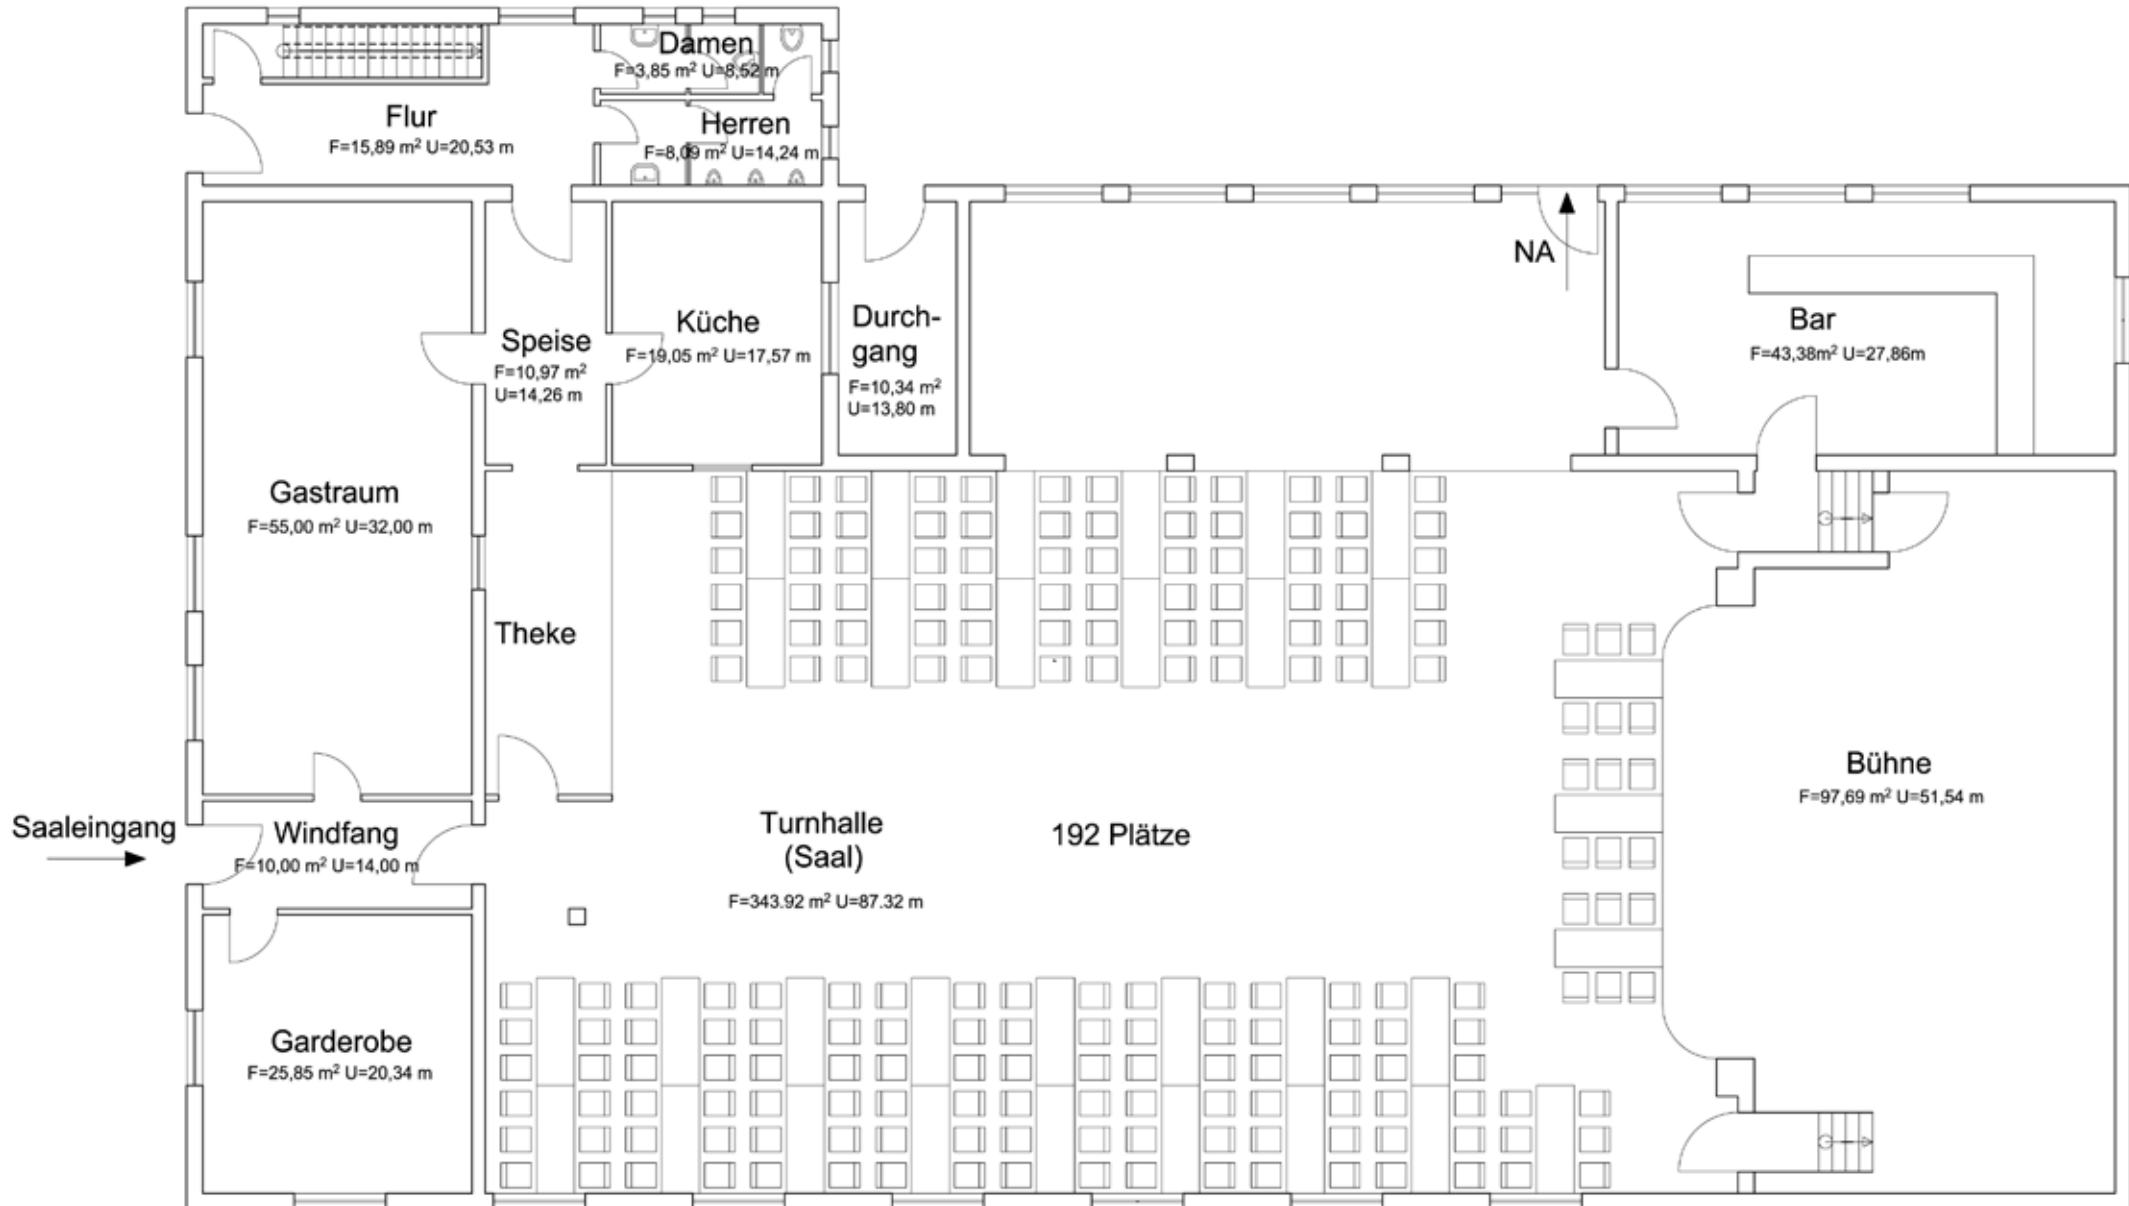 Damen
F=3,85 m² U=8,52 m
Flur
F=15,89 m² U=20,53 m
Herren
F=8,09 m² U=14,24 m
NA
Speise
F=10,97 m²
U=14,26 m
Küche
F=19,05 m² U=17,57 m
Durch-
gang
F=10,34 m²
U=13,80 m
Bar
F=43,38m² U=27,86m
Gastraum
F=55,00 m² U=32,00 m
Theke
Bühne
F=97,69 m² U=51,54 m
Saaleingang
Windfang
F=10,00 m² U=14,00 m
Turnhalle
(Saal)
F=343.92 m² U=87.32 m
192 Plätze
Garderobe
F=25,85 m² U=20,34 m